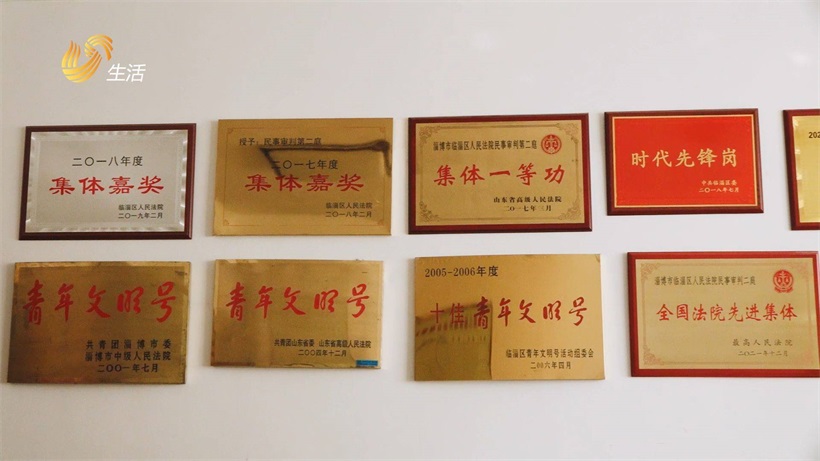 生活
二〇一八年度
集体嘉奖
临淄区人民法院
二〇一九年二月
授予：民事审判第二庭
二〇一七年度
集体嘉奖
临淄区人民法院
二〇一八年二月
淄博市临淄区人民法院民事审判第二庭
集体一等功
山东省高级人民法院
二〇一七年三月
时代先锋岗
中共临淄区委
二〇一八年七月
202
青年文明号
共青团淄博市委
淄博市中级人民法院
二〇〇一年七月
青年文明号
共青团山东省委 山东省高级人民法院
二〇〇四年十二月
2005-2006年度
十佳青年文明号
临淄区青年文明号活动组委会
二〇〇六年四月
淄博市临淄区人民法院民事审判第二庭
全国法院先进集体
最高人民法院
二〇二一年十二月